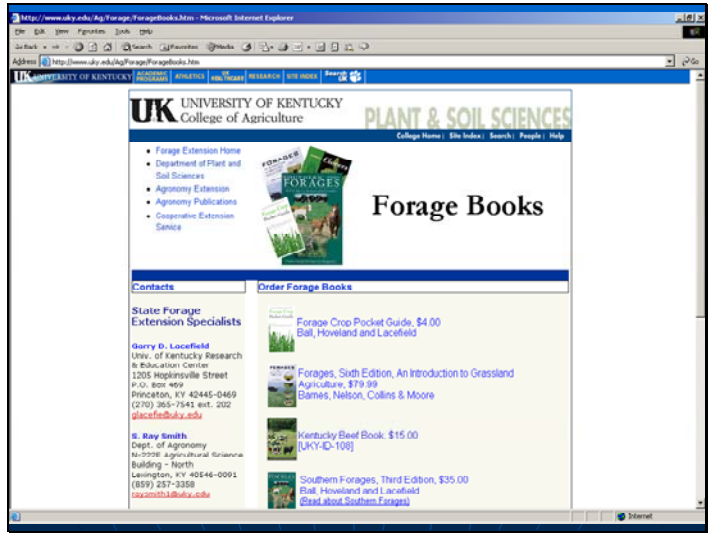 http://www.uky.edu/Ag/Forage/ForageBooks.htm - Microsoft Internet Explorer
File Edit View Favorites Tools Help
Back Search Favorites Media
Address http://www.uky.edu/Ag/Forage/ForageBooks.htm Go
UK UNIVERSITY OF KENTUCKY ACADEMIC PROGRAMS ATHLETICS UK HEALTHCARE RESEARCH SITE INDEX Search UK
UK UNIVERSITY OF KENTUCKY
College of Agriculture
PLANT & SOIL SCIENCES
College Home | Site Index | Search | People | Help
• Forage Extension Home
• Department of Plant and
Soil Sciences
• Agronomy Extension
• Agronomy Publications
• Cooperative Extension
Service
FORAGES
Forage Books
Contacts
Order Forage Books
State Forage
Extension Specialists
Garry D. Lacefield
Univ. of Kentucky Research
& Education Center
1205 Hopkinsville Street
P.O. Box 469
Princeton, KY 42445-0469
(270) 365-7541 ext. 202
glacefie@uky.edu
S. Ray Smith
Dept. of Agronomy
N-222E Agricultural Science
Building - North
Lexington, KY 40546-0091
(859) 257-3358
raysmith1@uky.edu
Forage Crop Pocket Guide, $4.00
Ball, Hoveland and Lacefield
Forages, Sixth Edition, An Introduction to Grassland
Agriculture, $79.99
Barnes, Nelson, Collins & Moore
Kentucky Beef Book. $15.00
[UKY-ID-108]
Southern Forages, Third Edition, $35.00
Ball, Hoveland and Lacefield
(Read about Southern Forages)
Internet